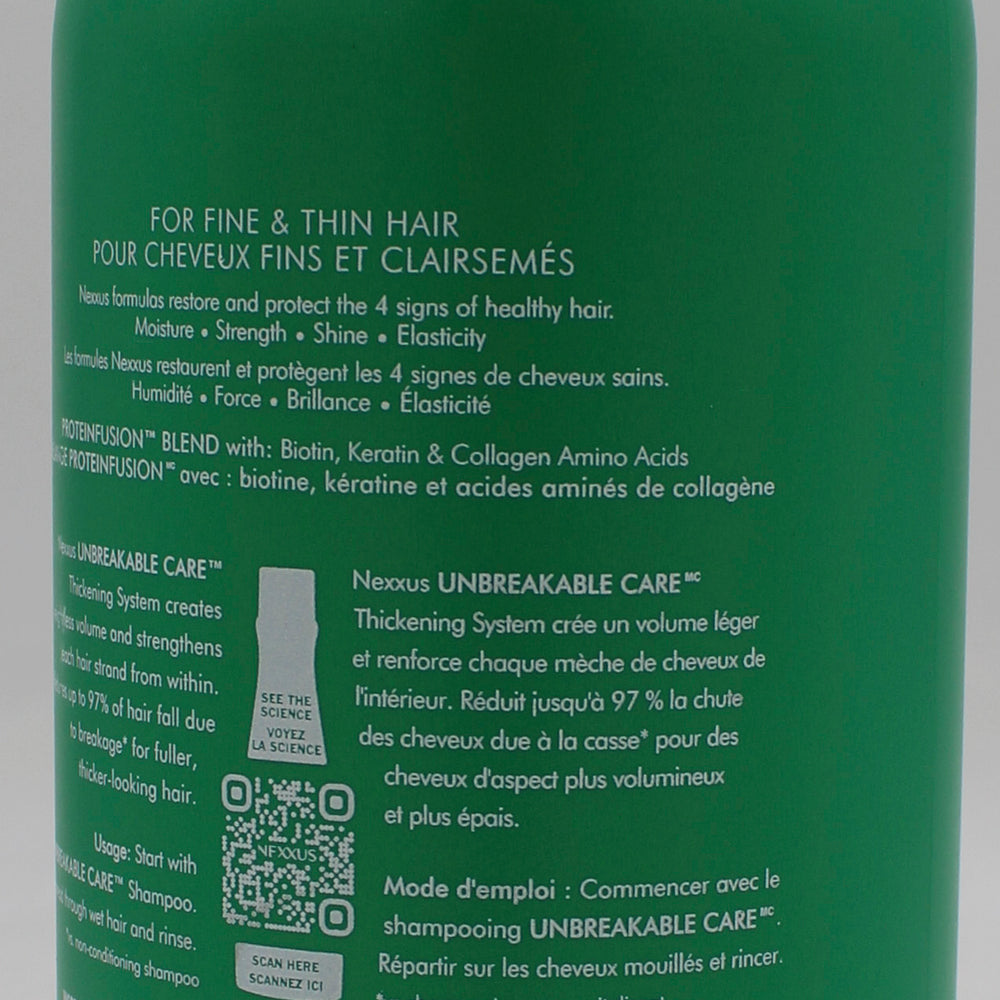 FOR FINE & THIN HAIR
POUR CHEVEUX FINS ET CLAIRSEMÉS
Nexxus formulas restore and protect the 4 signs of healthy hair.
Moisture • Strength • Shine • Elasticity
Les formules Nexxus restaurent et protègent les 4 signes de cheveux sains.
Humidité • Force • Brillance • Élasticité
PROTEINFUSION™ BLEND with: Biotin, Keratin & Collagen Amino Acids
PROTEINFUSION MC avec : biotine, kératine et acides aminés de collagène
Nexxus UNBREAKABLE CARE™
Thickening System creates
volume and strengthens
each hair strand from within.
up to 97% of hair fall due
to breakage* for fuller,
thicker-looking hair.
Usage: Start with
CARE™ Shampoo.
through wet hair and rinse.
*vs. non-conditioning shampoo
SEE THE
SCIENCE
VOYEZ
LA SCIENCE
NEXXUS
SCAN HERE
SCANNEZ ICI
Nexxus UNBREAKABLE CARE MC
Thickening System crée un volume léger
et renforce chaque mèche de cheveux de
l'intérieur. Réduit jusqu'à 97 % la chute
des cheveux due à la casse* pour des
cheveux d'aspect plus volumineux
et plus épais.
Mode d'emploi : Commencer avec le
shampooing UNBREAKABLE CARE MC.
Répartir sur les cheveux mouillés et rincer.